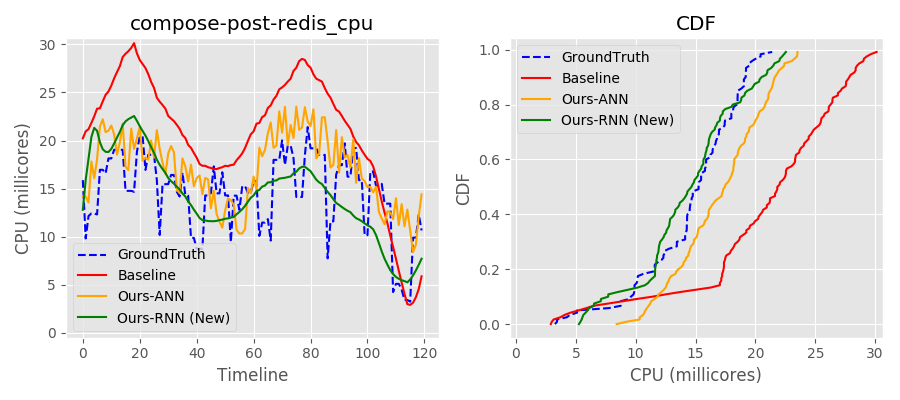 compose-post-redis_cpu
CPU (millicores)
30
25
20
15
10
5
0
GroundTruth
Baseline
Ours-ANN
Ours-RNN (New)
0 20 40 60 80 100 120
Timeline
CDF
CDF
1.0
0.8
0.6
0.4
0.2
0.0
GroundTruth
Baseline
Ours-ANN
Ours-RNN (New)
0 5 10 15 20 25 30
CPU (millicores)